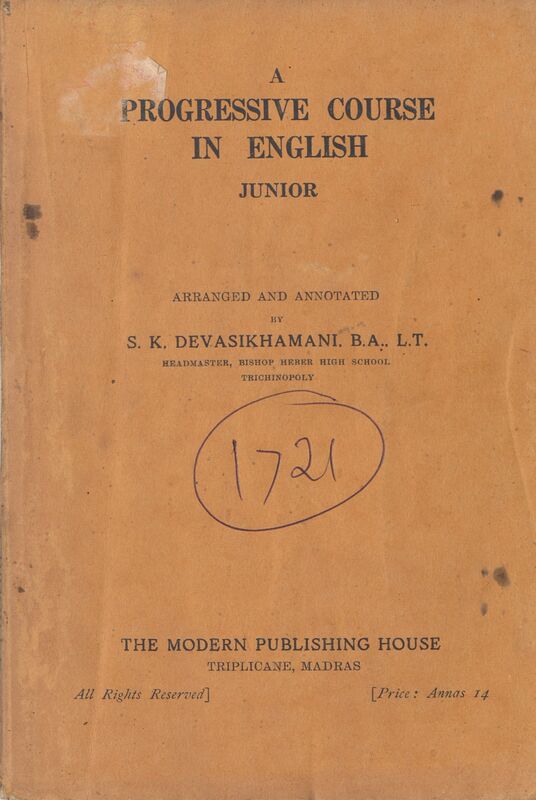 A
PROGRESSIVE COURSE
IN ENGLISH
JUNIOR
ARRANGED AND ANNOTATED
BY
S. K. DEVASIKHAMANI, B.A., L.T.
HEADMASTER, BISHOP HEBER HIGH SCHOOL
TRICHINOPOLY
1721
THE MODERN PUBLISHING HOUSE
TRIPLICANE, MADRAS
All Rights Reserved] [Price: Annas 14